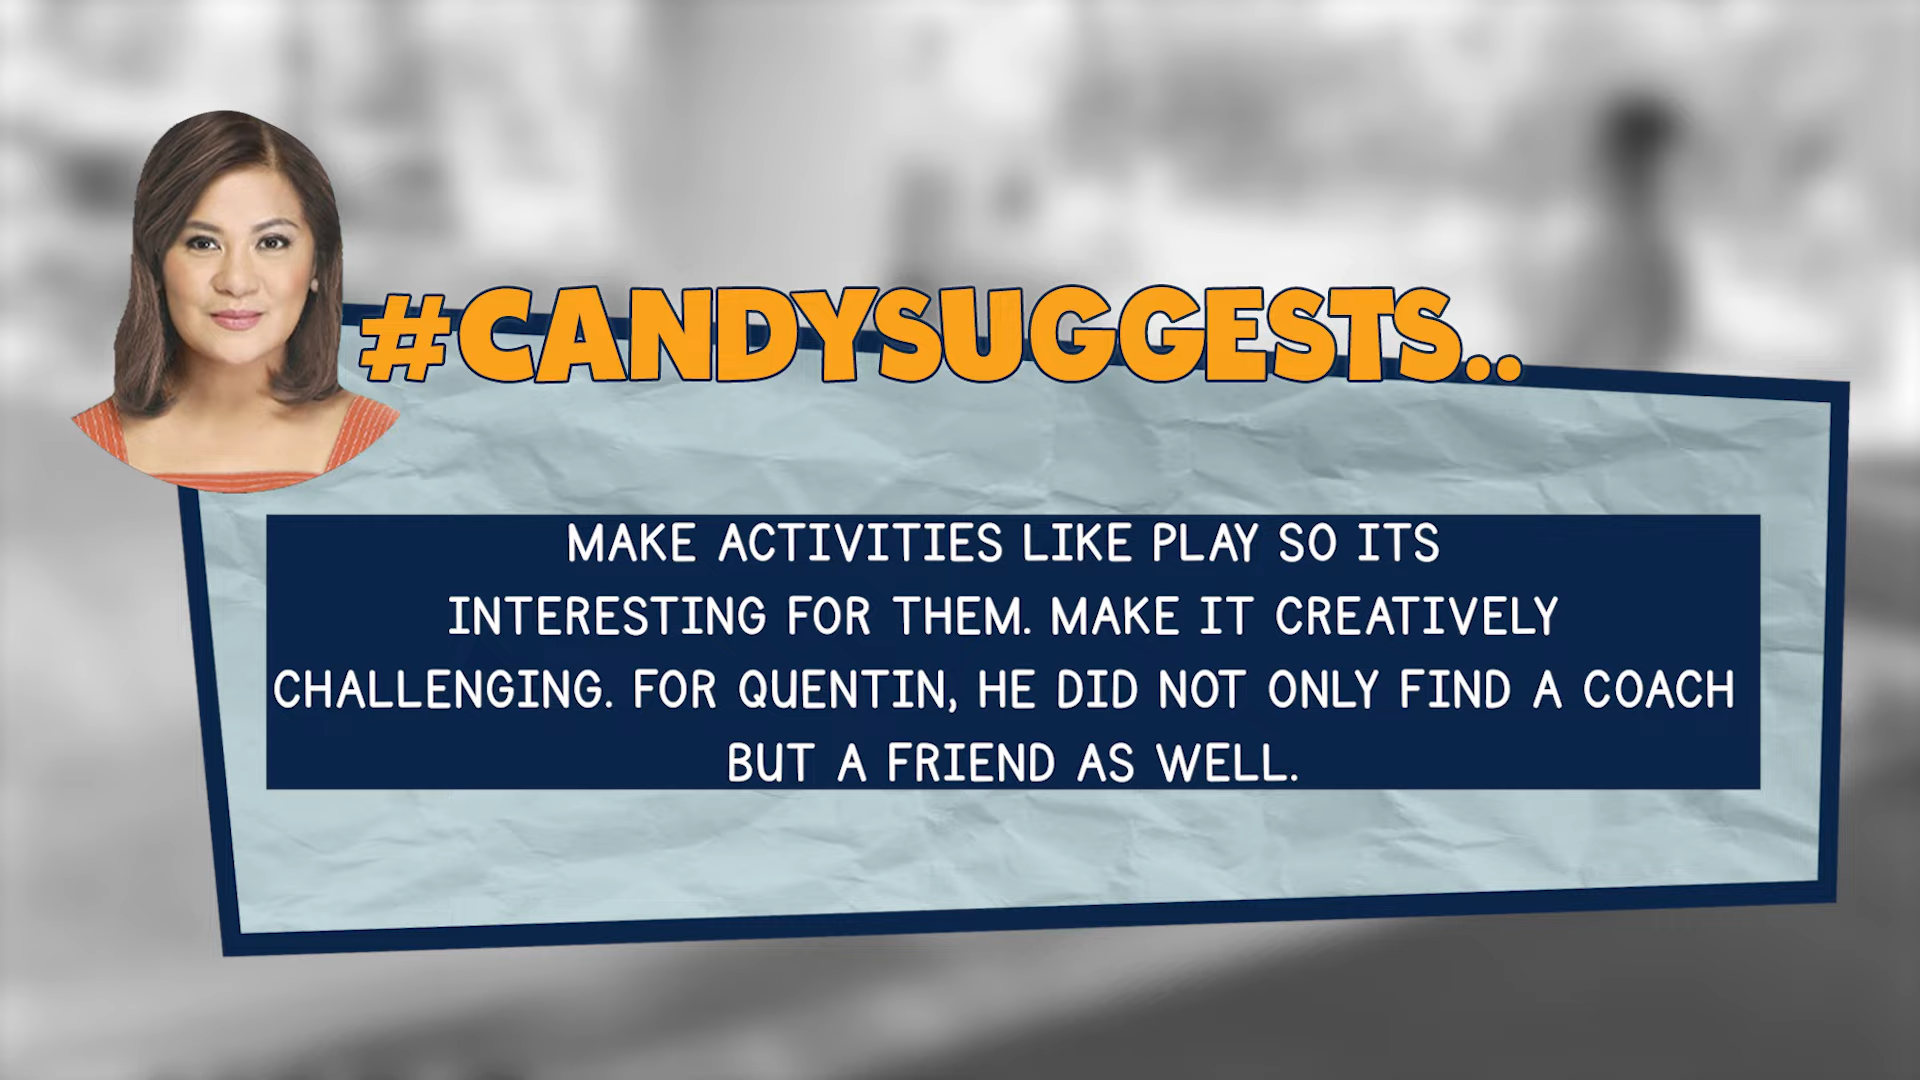 #CANDYSUGGESTS..
MAKE ACTIVITIES LIKE PLAY SO ITS
INTERESTING FOR THEM. MAKE IT CREATIVELY
CHALLENGING. FOR QUENTIN, HE DID NOT ONLY FIND A COACH
BUT A FRIEND AS WELL.